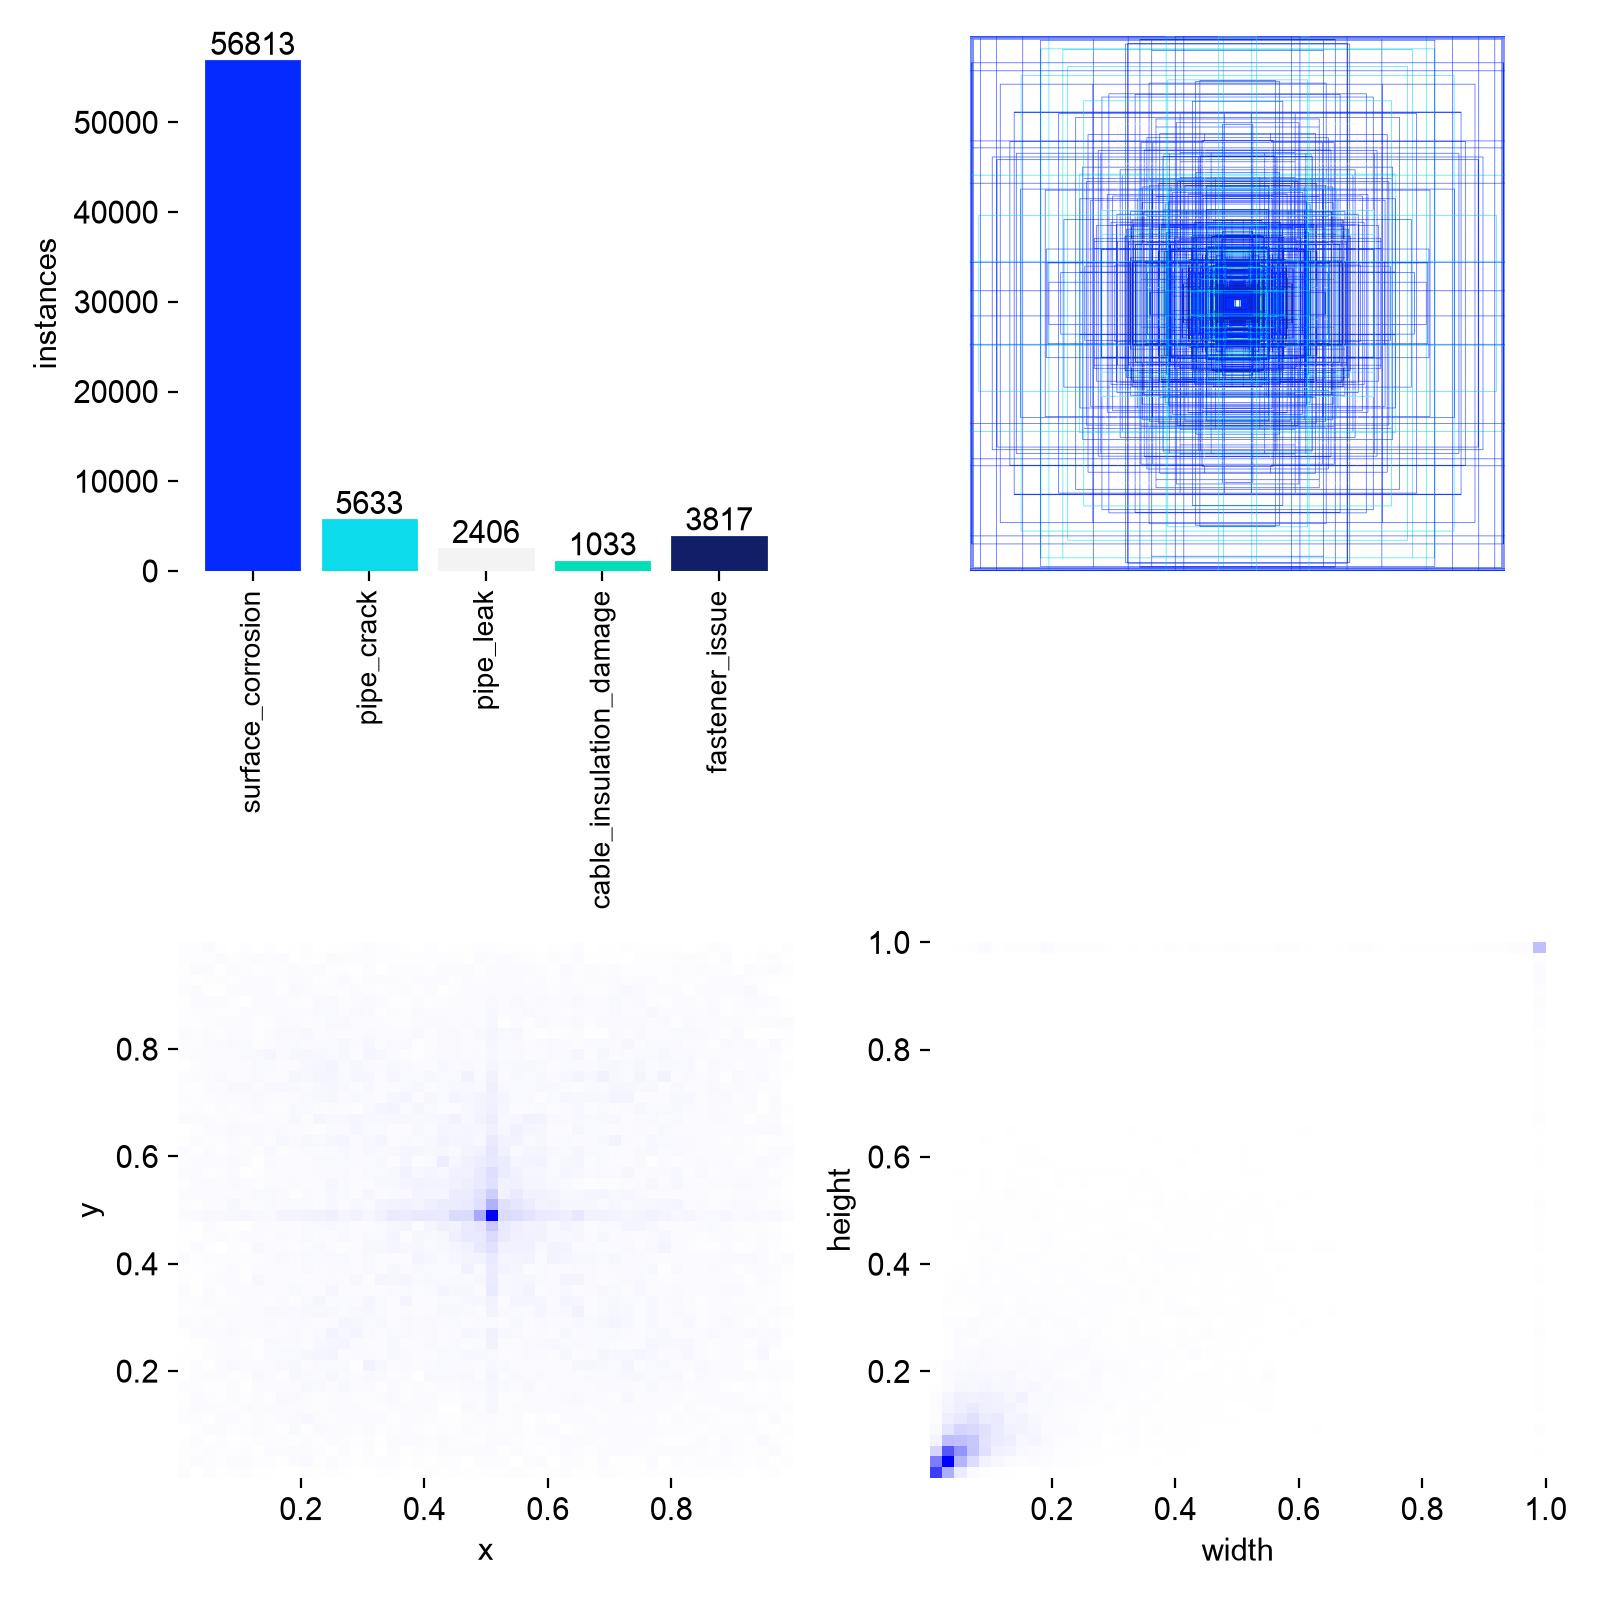 56813
5633
2406
1033
3817
50000
40000
30000
20000
10000
0
instances
surface_corrosion
pipe_crack
pipe_leak
cable_insulation_damage
fastener_issue
0.8
0.6
0.4
0.2
y
0.2 0.4 0.6 0.8
x
1.0
0.8
0.6
0.4
0.2
height
0.2 0.4 0.6 0.8 1.0
width